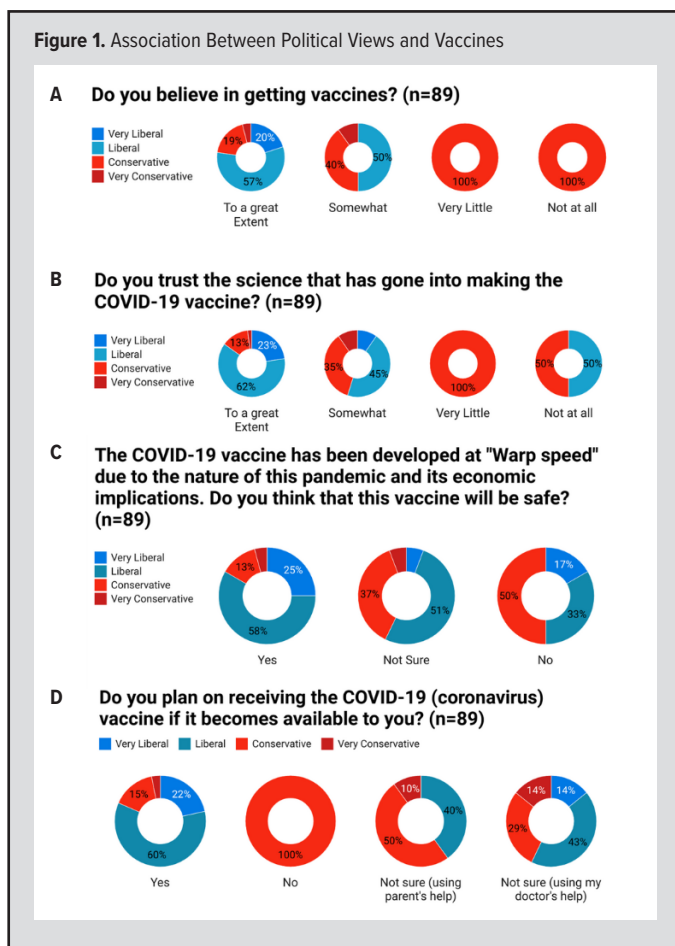 Figure 1. Association Between Political Views and Vaccines
A Do you believe in getting vaccines? (n=89)
Very Liberal
Liberal
Conservative
Very Conservative
19% 20%
57%
40% 50%
100%
100%
To a great
Extent
Somewhat
Very Little
Not at all
B Do you trust the science that has gone into making the
COVID-19 vaccine? (n=89)
Very Liberal
Liberal
Conservative
Very Conservative
13% 23%
62%
35% 45%
100%
50% 50%
To a great
Extent
Somewhat
Very Little
Not at all
C The COVID-19 vaccine has been developed at "Warp speed"
due to the nature of this pandemic and its economic
implications. Do you think that this vaccine will be safe?
(n=89)
Very Liberal
Liberal
Conservative
Very Conservative
13% 25%
58%
37% 51%
50% 17%
33%
Yes
Not Sure
No
D Do you plan on receiving the COVID-19 (coronavirus)
vaccine if it becomes available to you? (n=89)
Very Liberal Liberal Conservative Very Conservative
15% 22%
60%
100%
10% 40%
50%
14% 14%
29% 43%
Yes
No
Not sure (using
parent's help)
Not sure (using my
doctor's help)